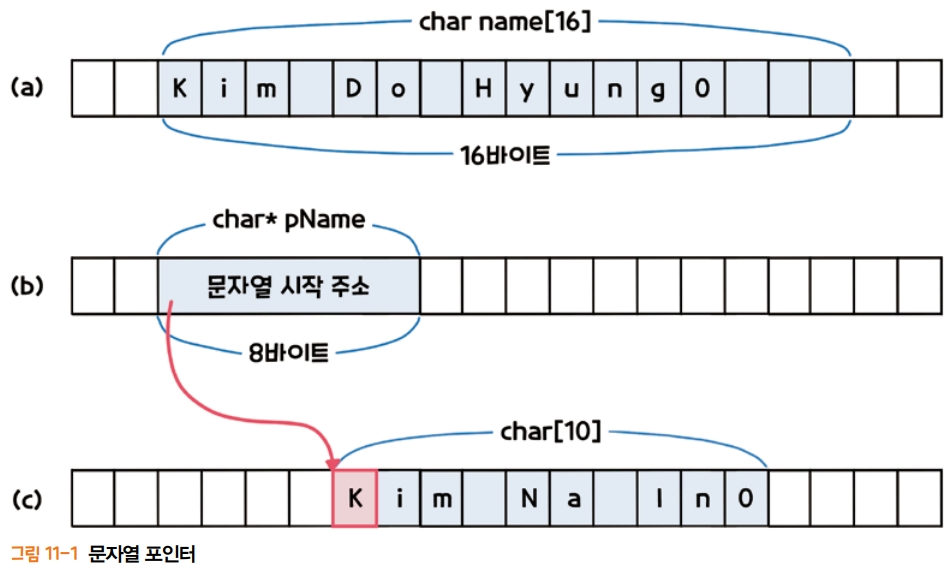 char name[16]
(a) K i m D o H y u n g 0
16바이트
char* pName
(b) 문자열 시작 주소
8바이트
char[10]
(c) K i m N a I n 0
그림 11-1 문자열 포인터